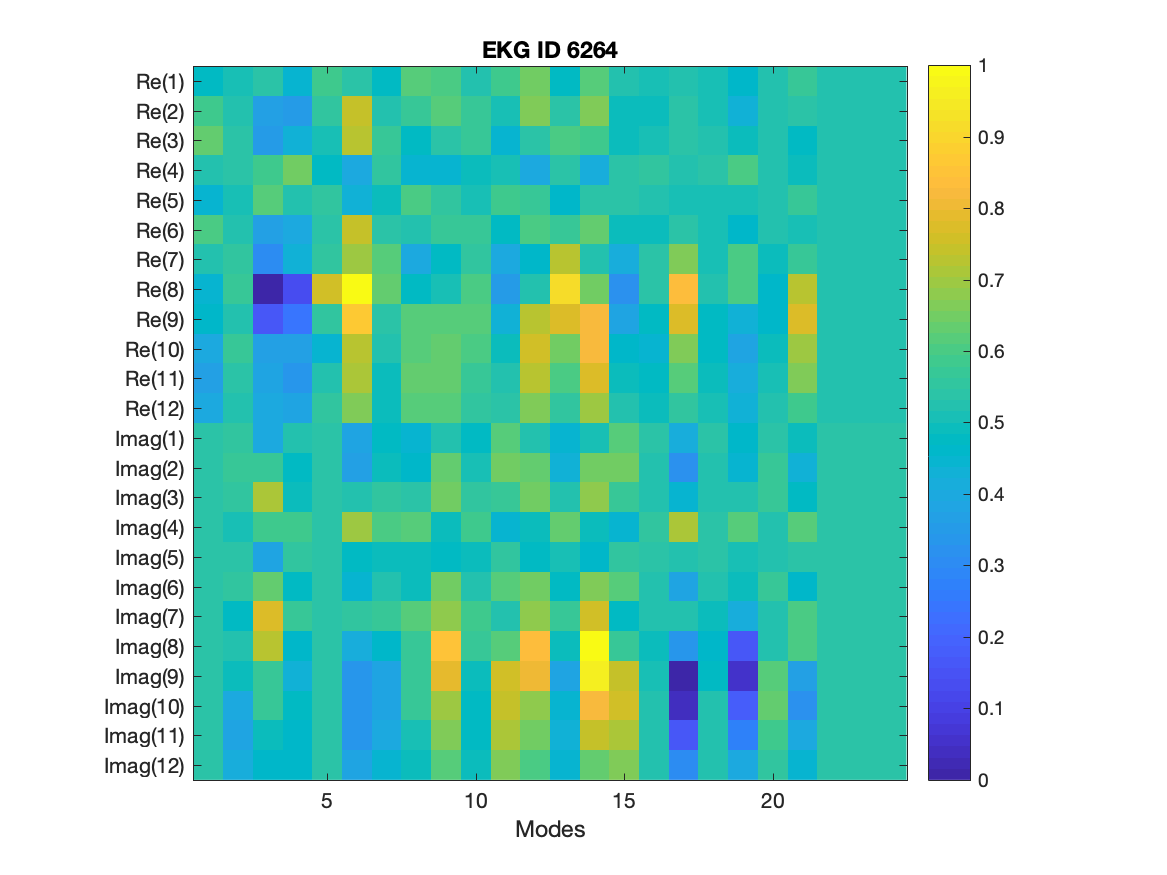 EKG ID 6264
Re(1)
Re(2)
Re(3)
Re(4)
Re(5)
Re(6)
Re(7)
Re(8)
Re(9)
Re(10)
Re(11)
Re(12)
Imag(1)
Imag(2)
Imag(3)
Imag(4)
Imag(5)
Imag(6)
Imag(7)
Imag(8)
Imag(9)
Imag(10)
Imag(11)
Imag(12)
5 10 15 20
Modes
1
0.9
0.8
0.7
0.6
0.5
0.4
0.3
0.2
0.1
0